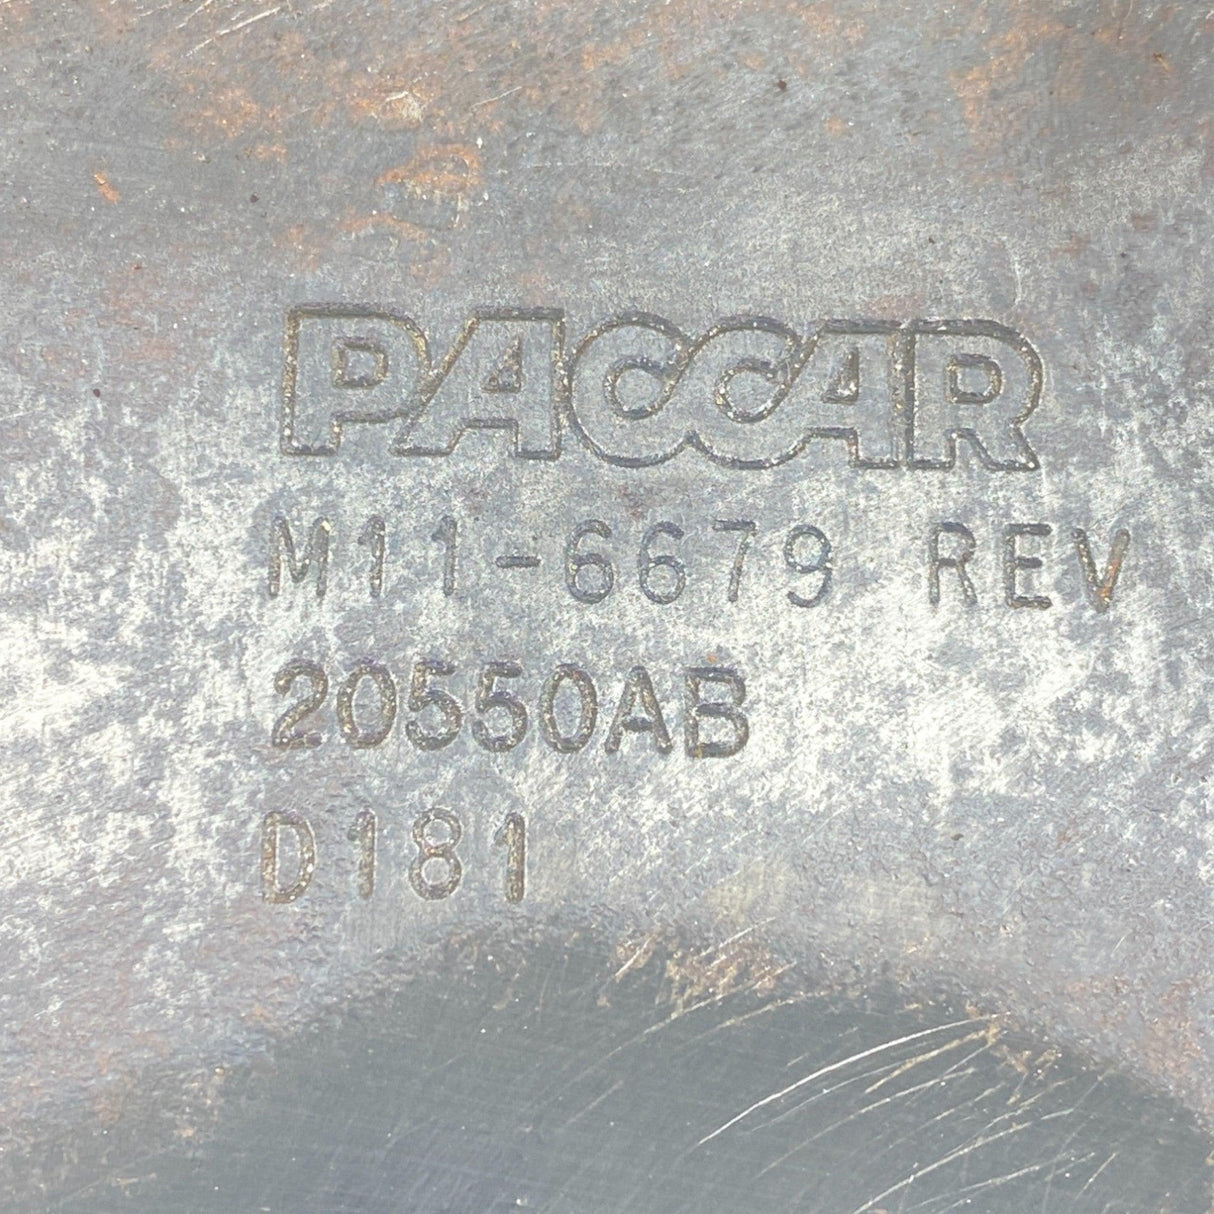 PACCAR
M11-6679 REV
20550AB
D181